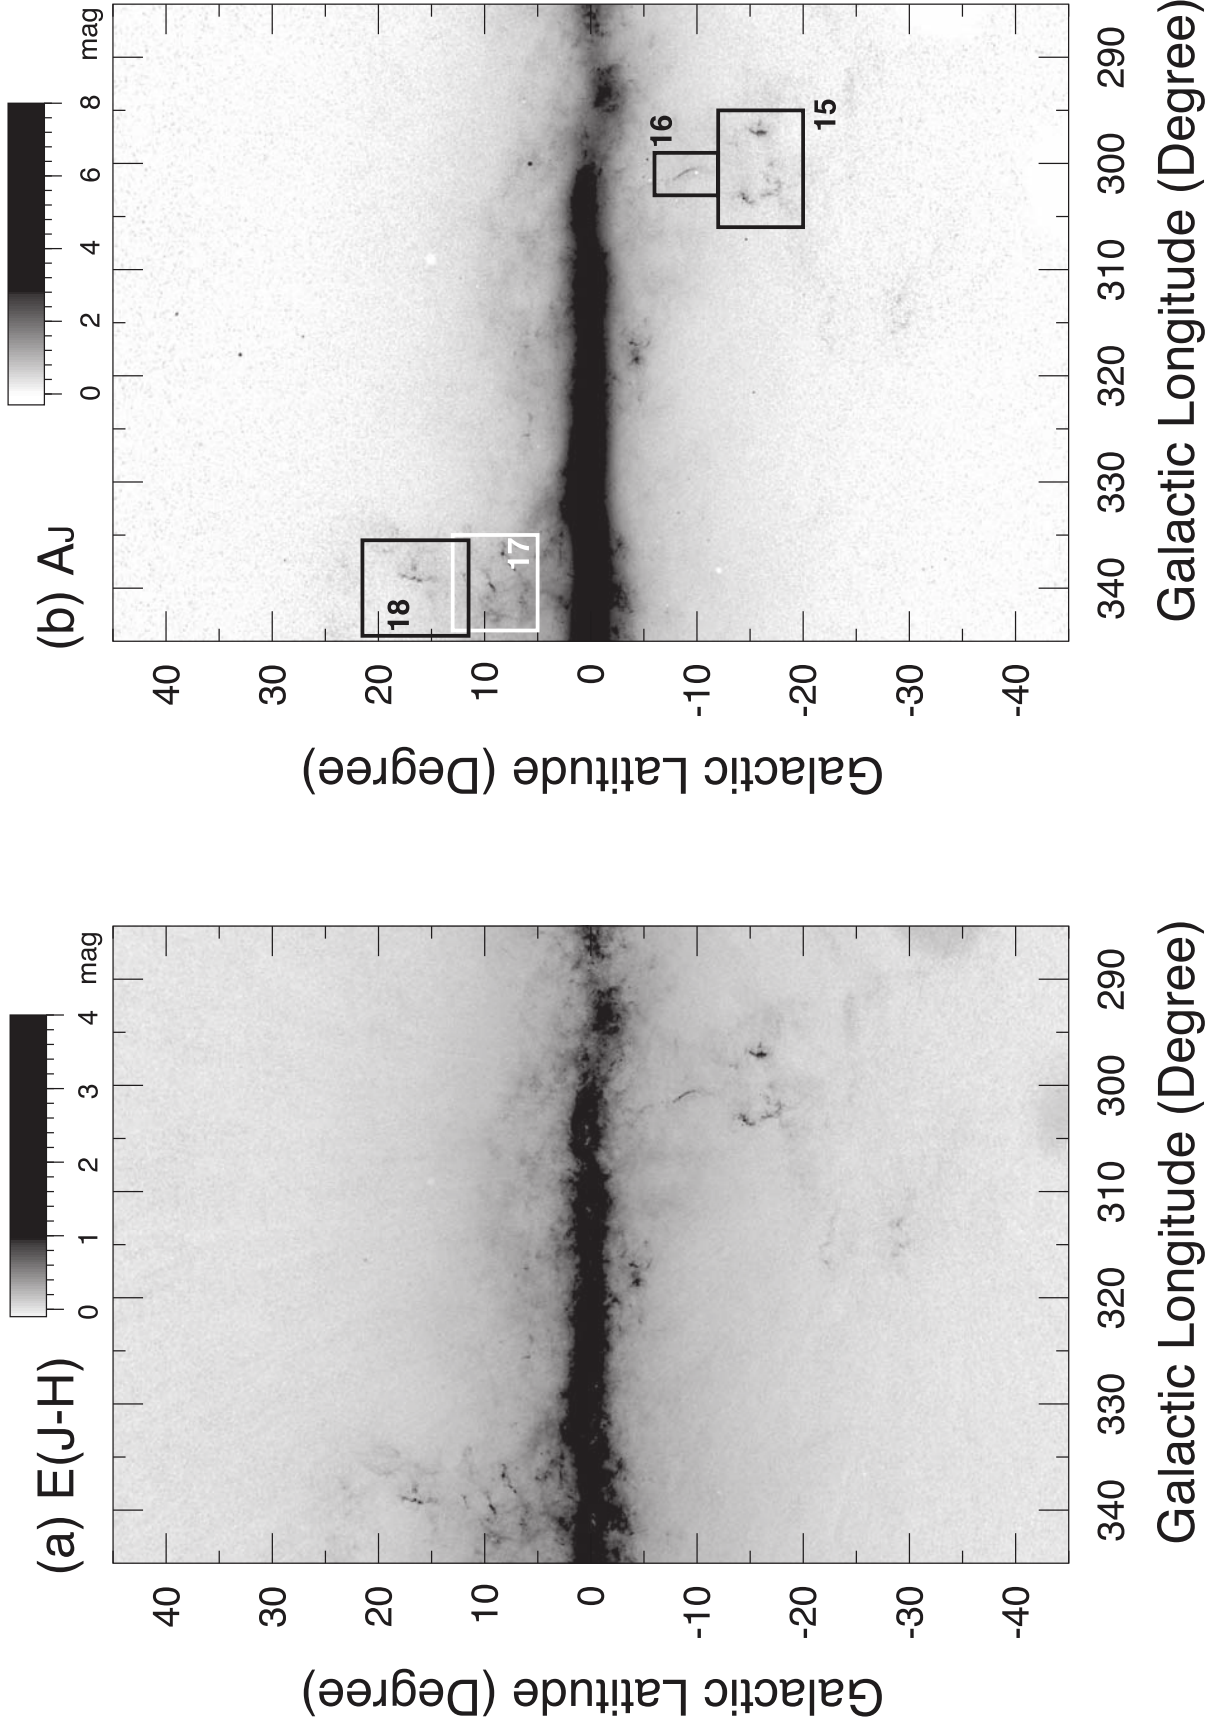 (a) E(J-H)
0 1 2 3 4 mag
40
30
20
10
0
-10
-20
-30
-40
Galactic Latitude (Degree)
340 330 320 310 300 290
Galactic Longitude (Degree)
(b) AJ
0 2 4 6 8 mag
18
17
16
15
40
30
20
10
0
-10
-20
-30
-40
Galactic Latitude (Degree)
340 330 320 310 300 290
Galactic Longitude (Degree)